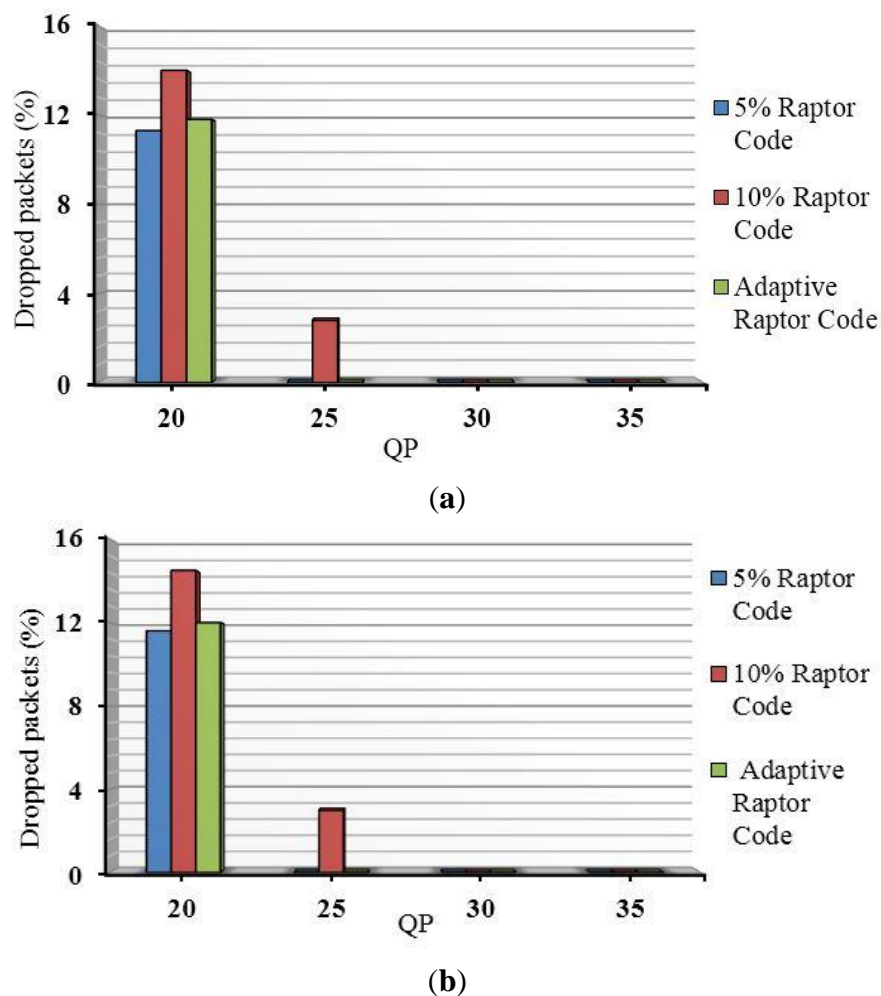 16
12
8
4
0
Dropped packets (%)
20
25
30
35
QP
5% Raptor
Code
10% Raptor
Code
Adaptive
Raptor Code
(a)
16
12
8
4
0
Dropped packets (%)
20
25
30
35
QP
5% Raptor
Code
10% Raptor
Code
Adaptive
Raptor
Code
(b)